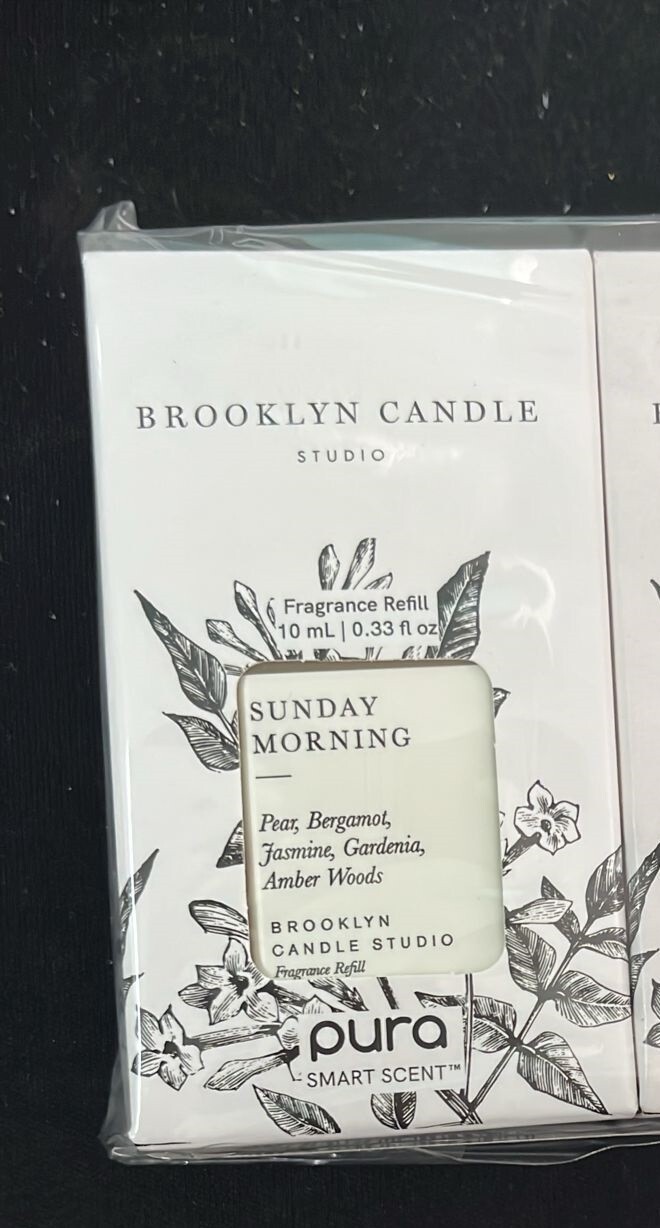 BROOKLYN CANDLE
STUDIO
Fragrance Refill
10 mL | 0.33 fl oz
SUNDAY
MORNING
Pear, Bergamot,
Jasmine, Gardenia,
Amber Woods
BROOKLYN
CANDLE STUDIO
Fragrance Refill
pura
SMART SCENT™